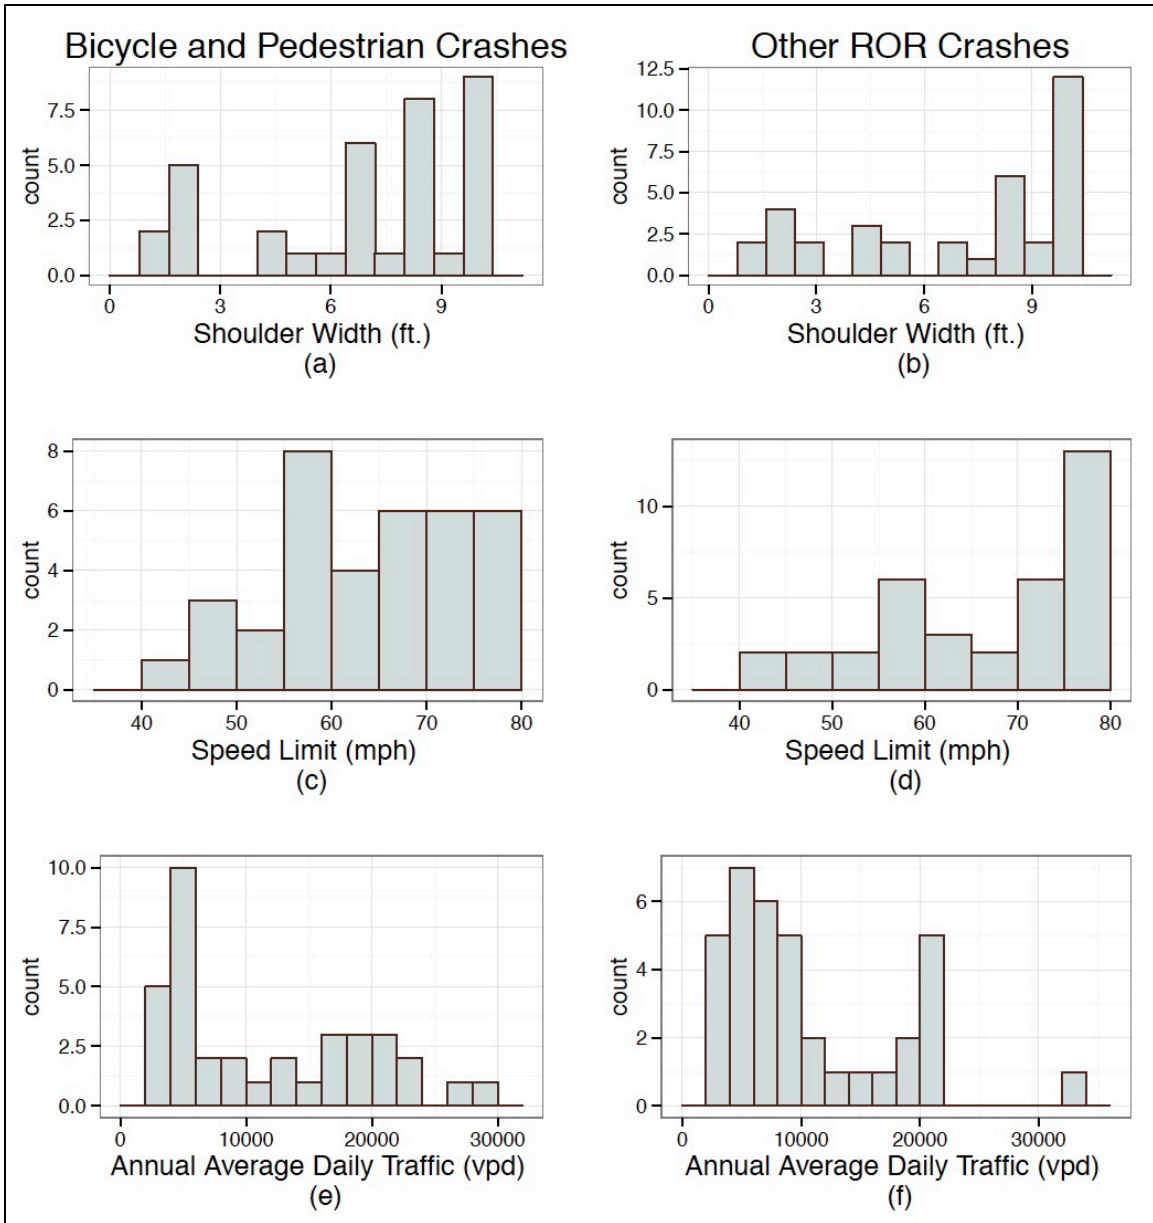 Bicycle and Pedestrian Crashes
Other ROR Crashes
count
7.5
5.0
2.5
0.0
0 3 6 9
Shoulder Width (ft.)
(a)
count
12.5
10.0
7.5
5.0
2.5
0.0
0 3 6 9
Shoulder Width (ft.)
(b)
count
8
6
4
2
0
40 50 60 70 80
Speed Limit (mph)
(c)
count
10
5
0
40 50 60 70 80
Speed Limit (mph)
(d)
count
10.0
7.5
5.0
2.5
0.0
0 10000 20000 30000
Annual Average Daily Traffic (vpd)
(e)
count
6
4
2
0
0 10000 20000 30000
Annual Average Daily Traffic (vpd)
(f)